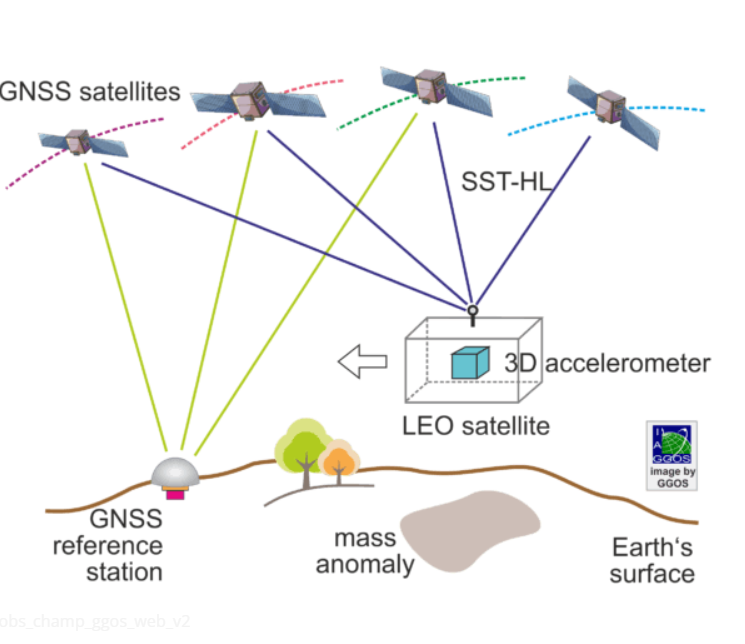 GNSS satellites
SST-HL
3D accelerometer
LEO satellite
I
A
G
GGOS
image by
GGOS
GNSS
reference
station
mass
anomaly
Earth‘s
surface
obs_champ_ggos_web_v2